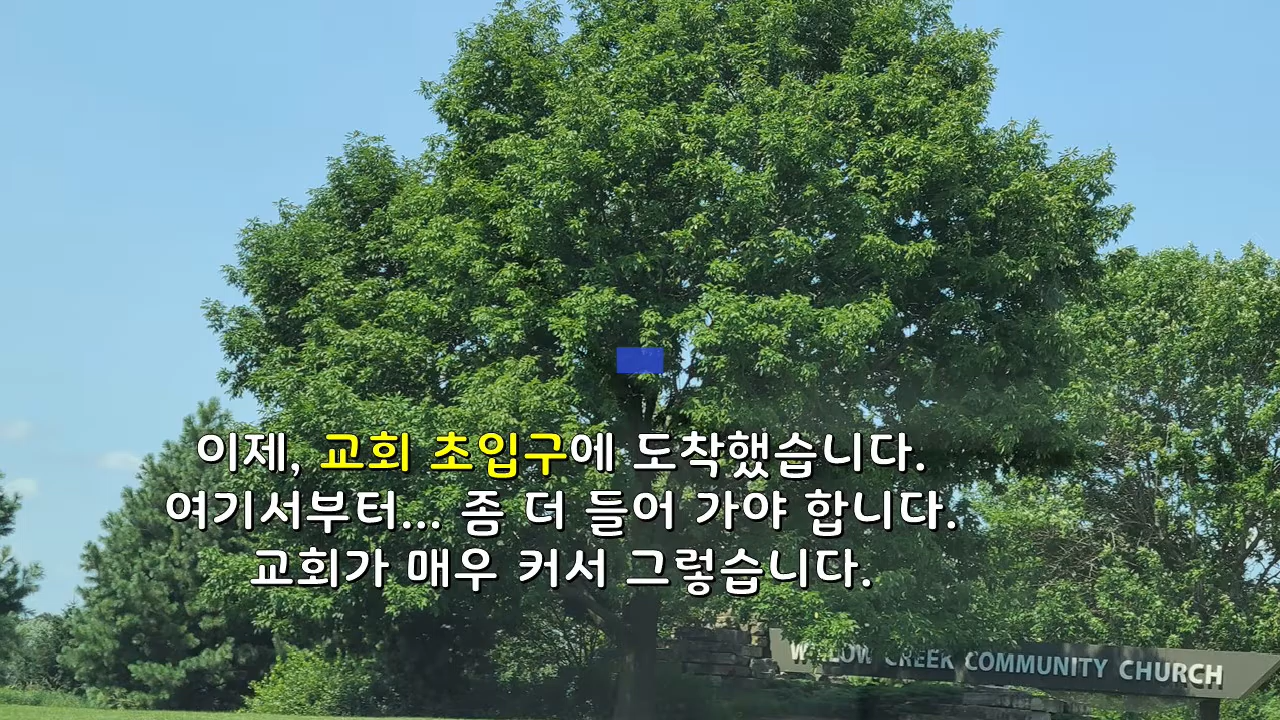 이제, 교회 초입구에 도착했습니다.
여기서부터... 좀 더 들어 가야 합니다.
교회가 매우 커서 그렇습니다.
WILLOW CREEK COMMUNITY CHURCH